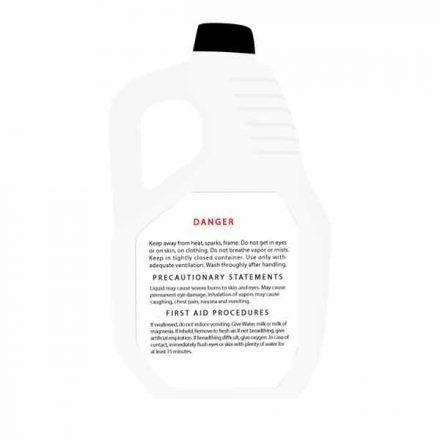 DANGER
Keep away from heat, sparks, frame. Do not get in eyes
or on skin, on clothing. Do not breathe vapor or mists.
Keep in tightly closed container. Use only with
adequate ventilation. Wash throughly after handling.
PRECAUTIONARY STATEMENTS
Liquid may cause severe burns to skin and eyes. May cause
permanent eye damage. Inhalation of vapors may cause
caughing, chest pain, nausea and vomiting.
FIRST AID PROCEDURES
If swallowed, do not induce vomiting. Give Water, milk or milk of
magnesia. If Inhaled, Remove to fresh air. If not breadthing, give
artificial respiration. If breadthing difficult, give oxygen. In case of
contact, immediately flush eyes or skin with plenty of water for
at least 15 minutes.